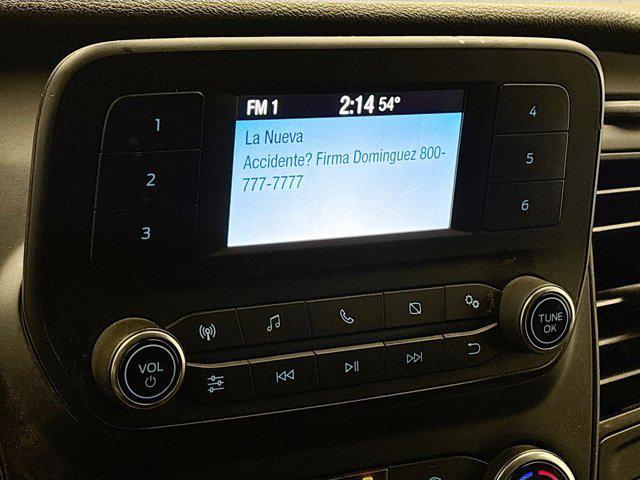 FM 1 2:14 54°
La Nueva
Accidente? Firma Dominguez 800-
777-7777
1
2
3
4
5
6
VOL
TUNE
OK